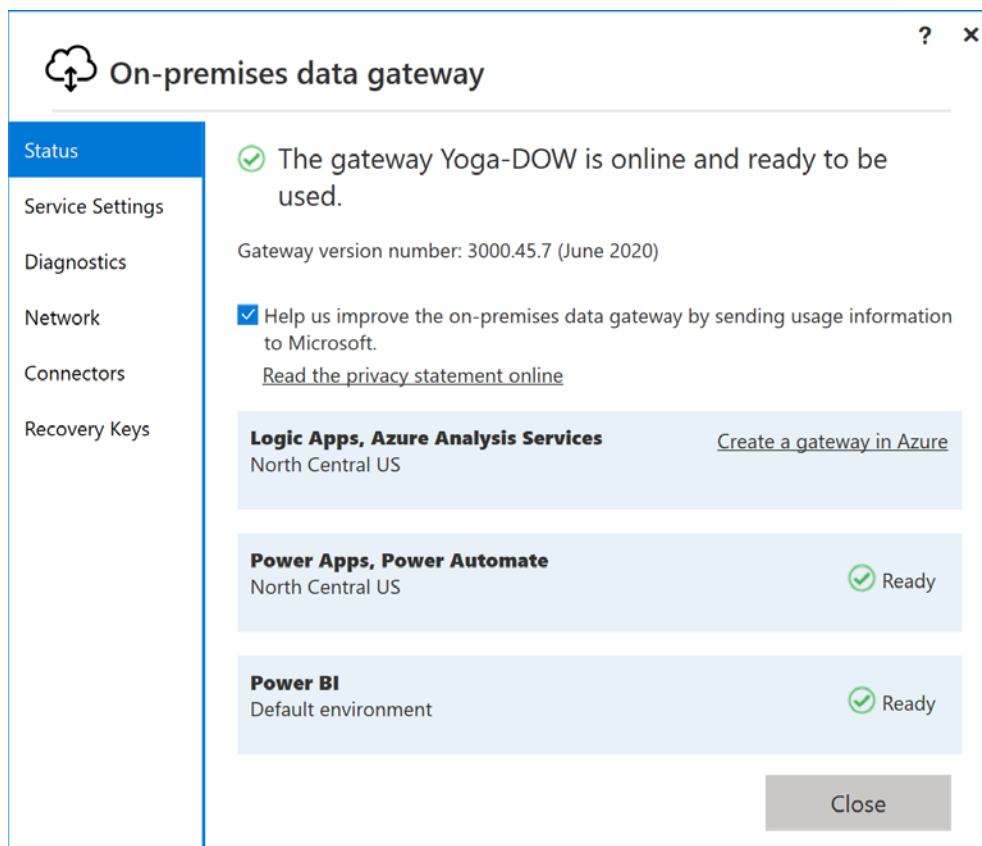 ?
On-premises data gateway
Status
Service Settings
Diagnostics
Network
Connectors
Recovery Keys
The gateway Yoga-DOW is online and ready to be
used.
Gateway version number: 3000.45.7 (June 2020)
Help us improve the on-premises data gateway by sending usage information
to Microsoft.
Read the privacy statement online
Logic Apps, Azure Analysis Services
Create a gateway in Azure
North Central US
Power Apps, Power Automate
North Central US
Ready
Power BI
Default environment
Ready
Close